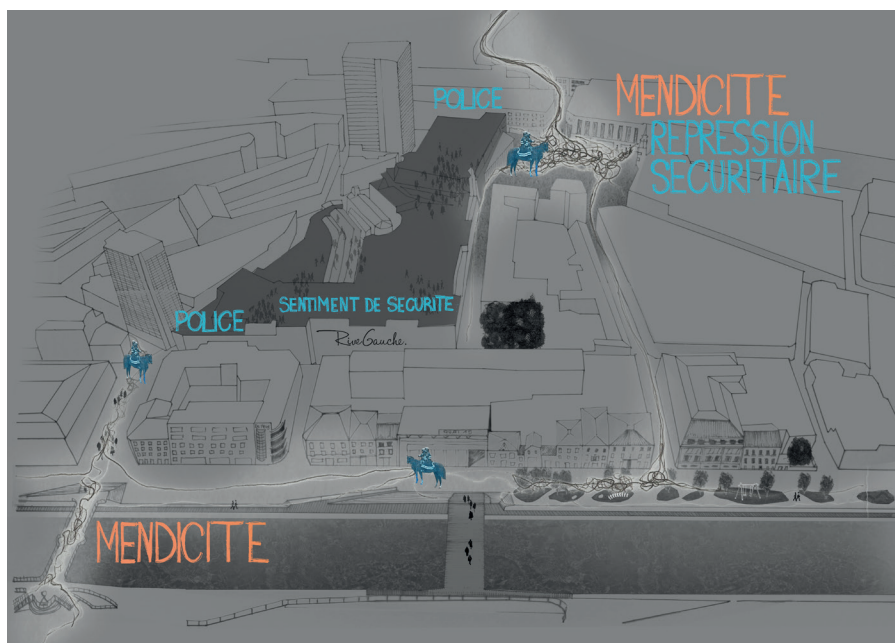 POLICE
MENDICITE
REPRESSION
SECURITAIRE
SENTIMENT DE SECURITE
POLICE
RiveGauche.
MENDICITE